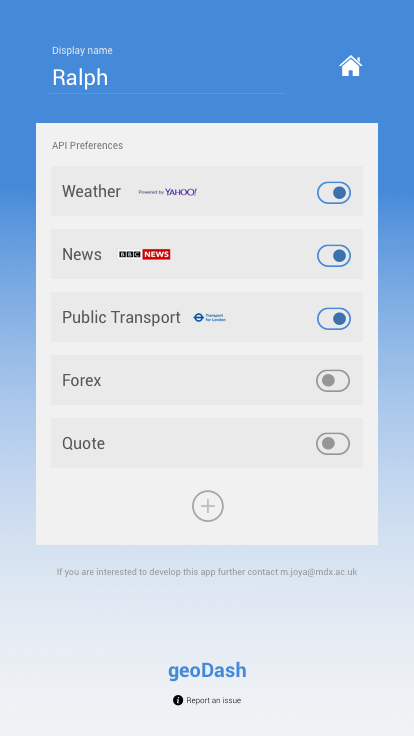 Display name
Ralph
API Preferences
Weather Powered by YAHOO!
News BBC NEWS
Public Transport Transport for London
Forex
Quote
If you are interested to develop this app further contact m.joya@mdx.ac.uk
geoDash
i Report an issue